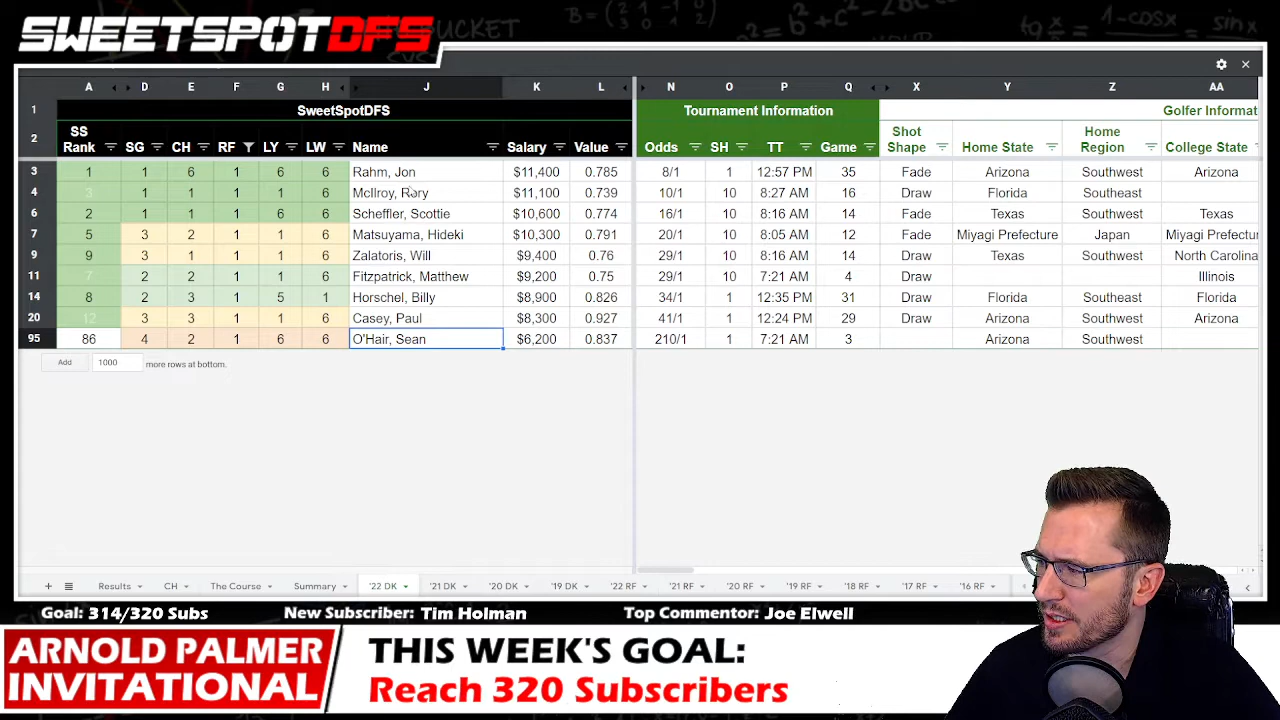 SWEETSPOTDFS
A D E F G H J K L N O P Q X Y Z AA
1 SweetSpotDFS Tournament Information Golfer Informat
2 SS Rank SG CH RF LY LW Name Salary Value Odds SH TT Game Shot Shape Home State Home Region College State
3 1 1 6 1 6 6 Rahm, Jon $11,400 0.785 8/1 1 12:57 PM 35 Fade Arizona Southwest Arizona
4 3 1 1 1 1 6 McIlroy, Rory $11,100 0.739 10/1 10 8:27 AM 16 Draw Florida Southeast
6 2 1 1 1 6 6 Scheffler, Scottie $10,600 0.774 16/1 10 8:16 AM 14 Fade Texas Southwest Texas
7 5 3 2 1 1 6 Matsuyama, Hideki $10,300 0.791 20/1 10 8:05 AM 12 Fade Miyagi Prefecture Japan Miyagi Prefectur
9 9 3 1 1 1 6 Zalatoris, Will $9,400 0.76 29/1 10 8:16 AM 14 Draw Texas Southwest North Carolina
11 7 2 2 1 1 6 Fitzpatrick, Matthew $9,200 0.75 29/1 1 7:21 AM 4 Draw Illinois
14 8 2 3 1 5 1 Horschel, Billy $8,900 0.826 34/1 1 12:35 PM 31 Draw Florida Southeast Florida
20 12 3 3 1 1 6 Casey, Paul $8,300 0.927 41/1 1 12:24 PM 29 Draw Arizona Southwest Arizona
95 86 4 2 1 6 6 O'Hair, Sean $6,200 0.837 210/1 1 7:21 AM 3 Arizona Southwest
Add 1000 more rows at bottom.
Results CH The Course Summary '22 DK '21 DK '20 DK '19 DK '22 RF '21 RF '20 RF '19 RF '18 RF '17 RF '16 RF
Goal: 314/320 Subs New Subscriber: Tim Holman Top Commentor: Joe Elwell
ARNOLD PALMER
INVITATIONAL
THIS WEEK'S GOAL:
Reach 320 Subscribers